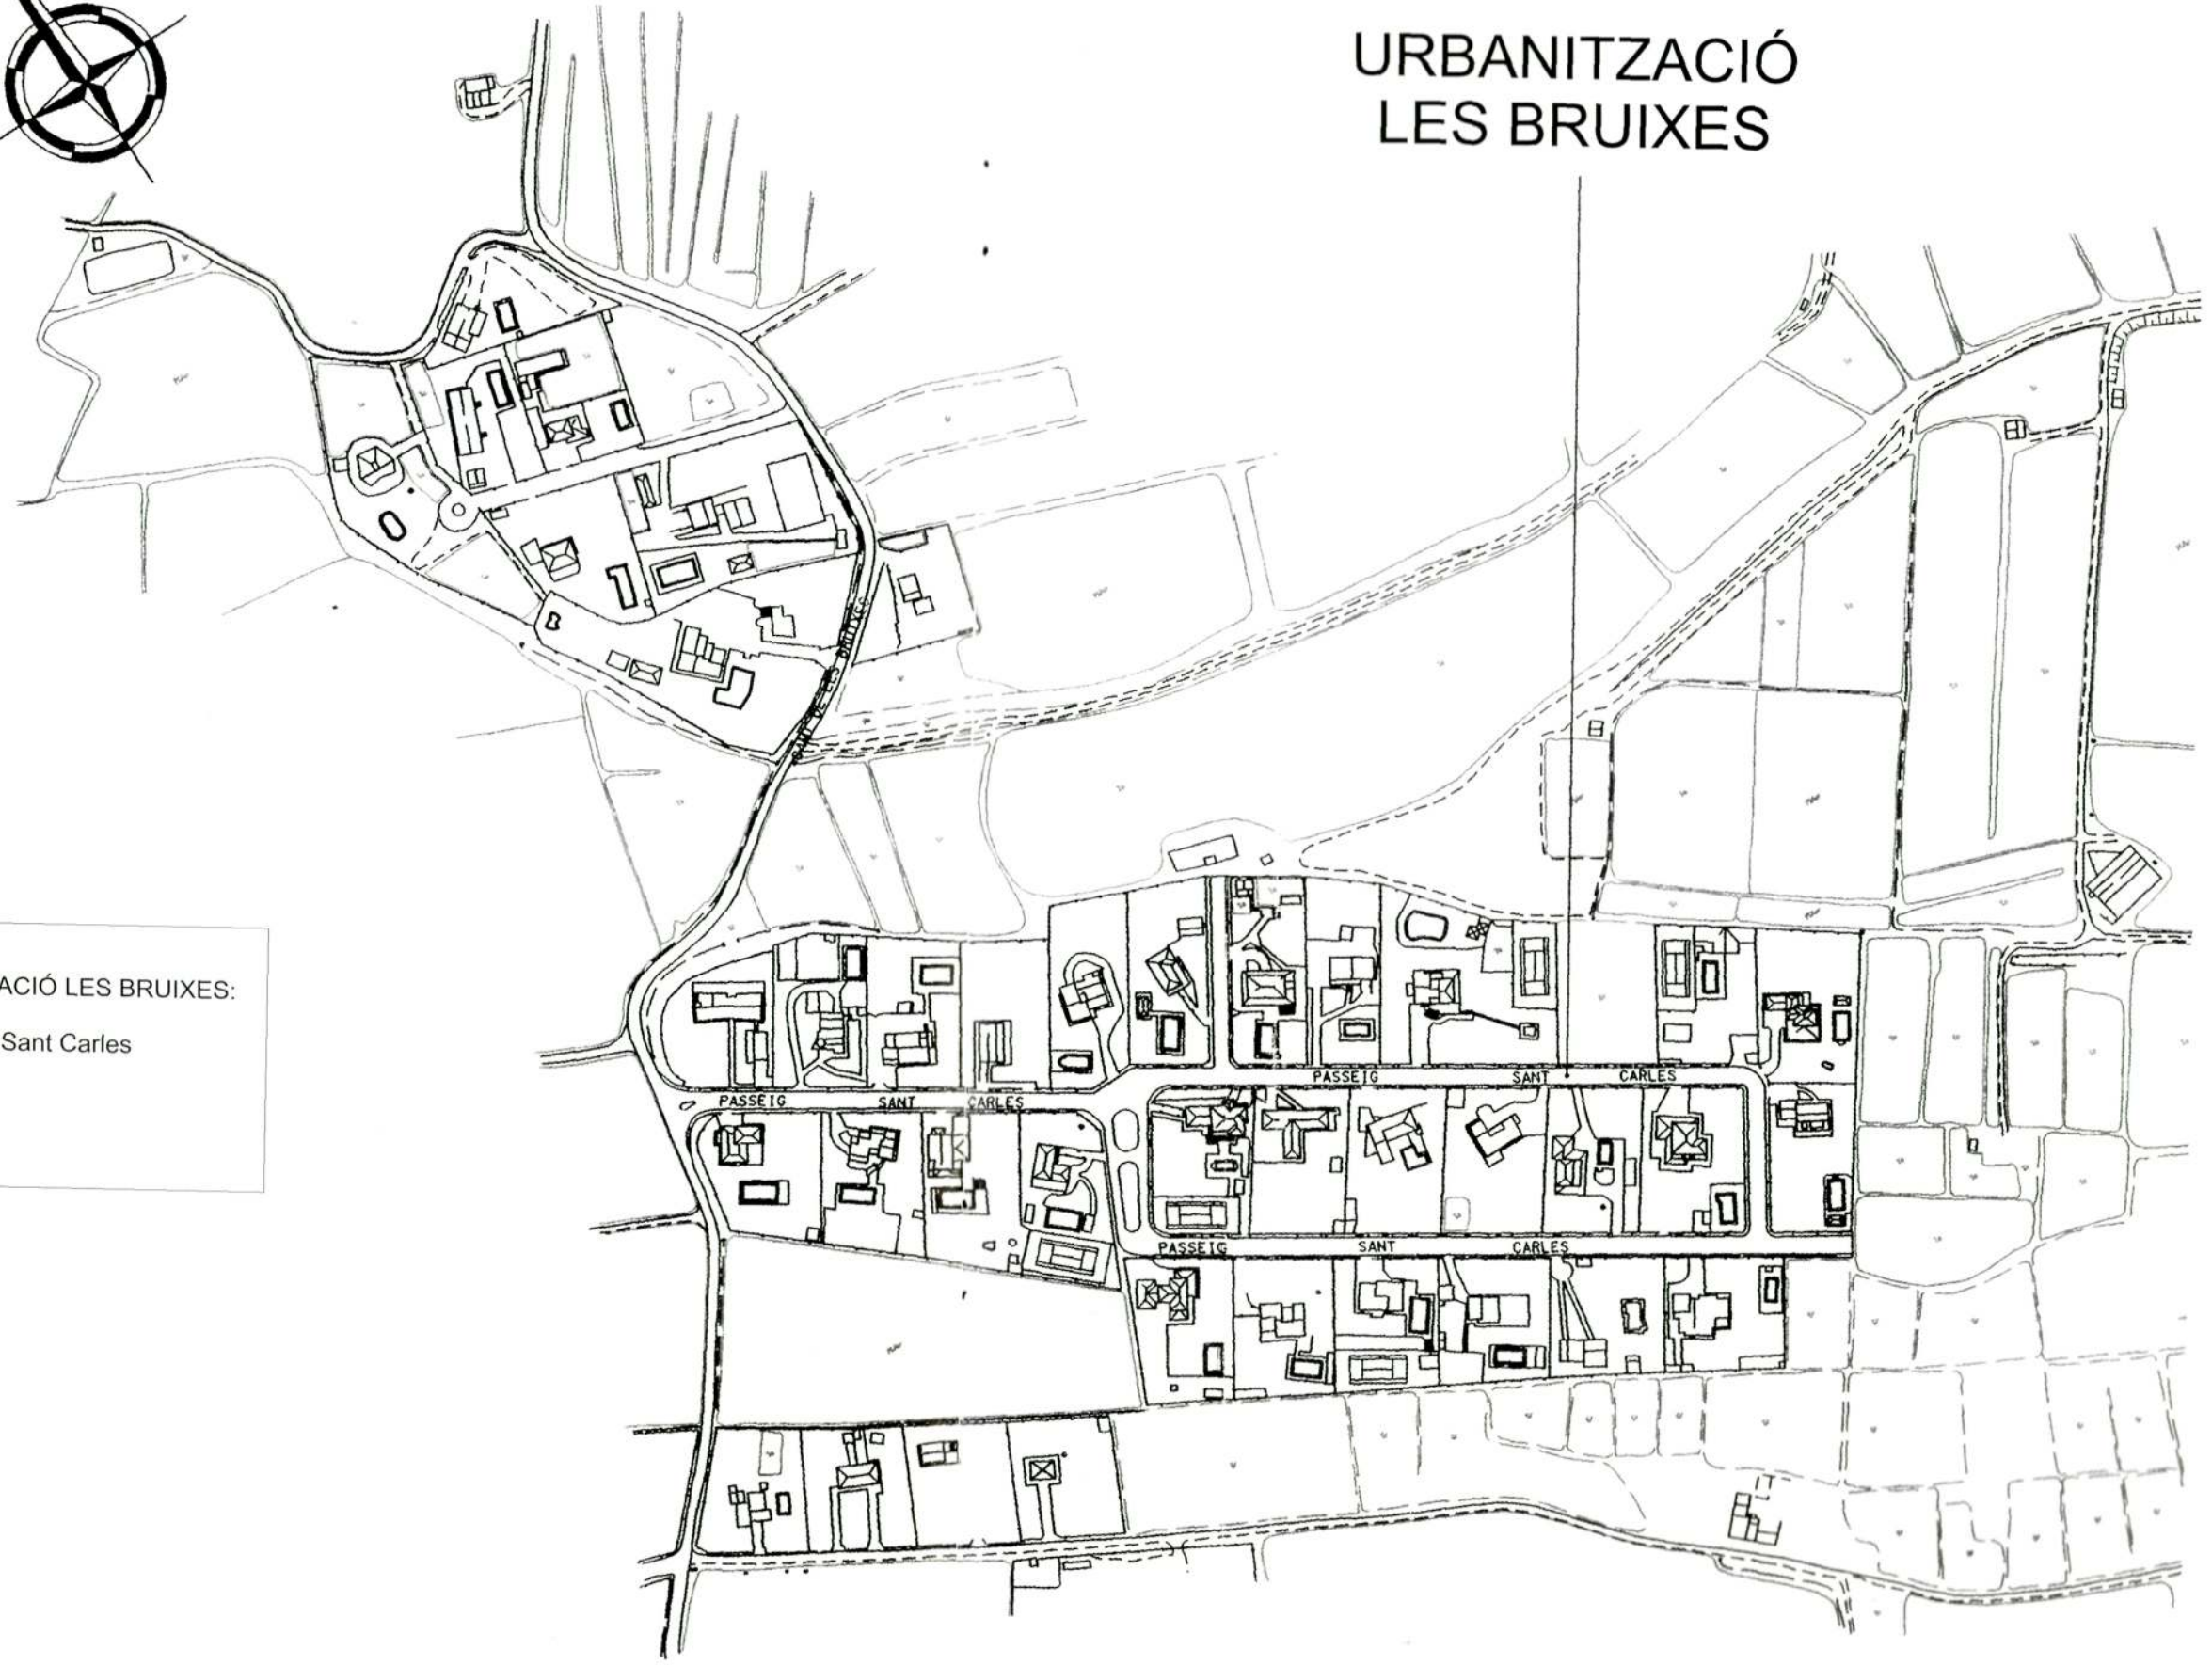 URBANITZACIÓ
LES BRUIXES
ACIÓ LES BRUIXES:
Sant Carles
PASSEIG SANT CARLES
PASSEIG SANT CARLES
PASSEIG SANT CARLES